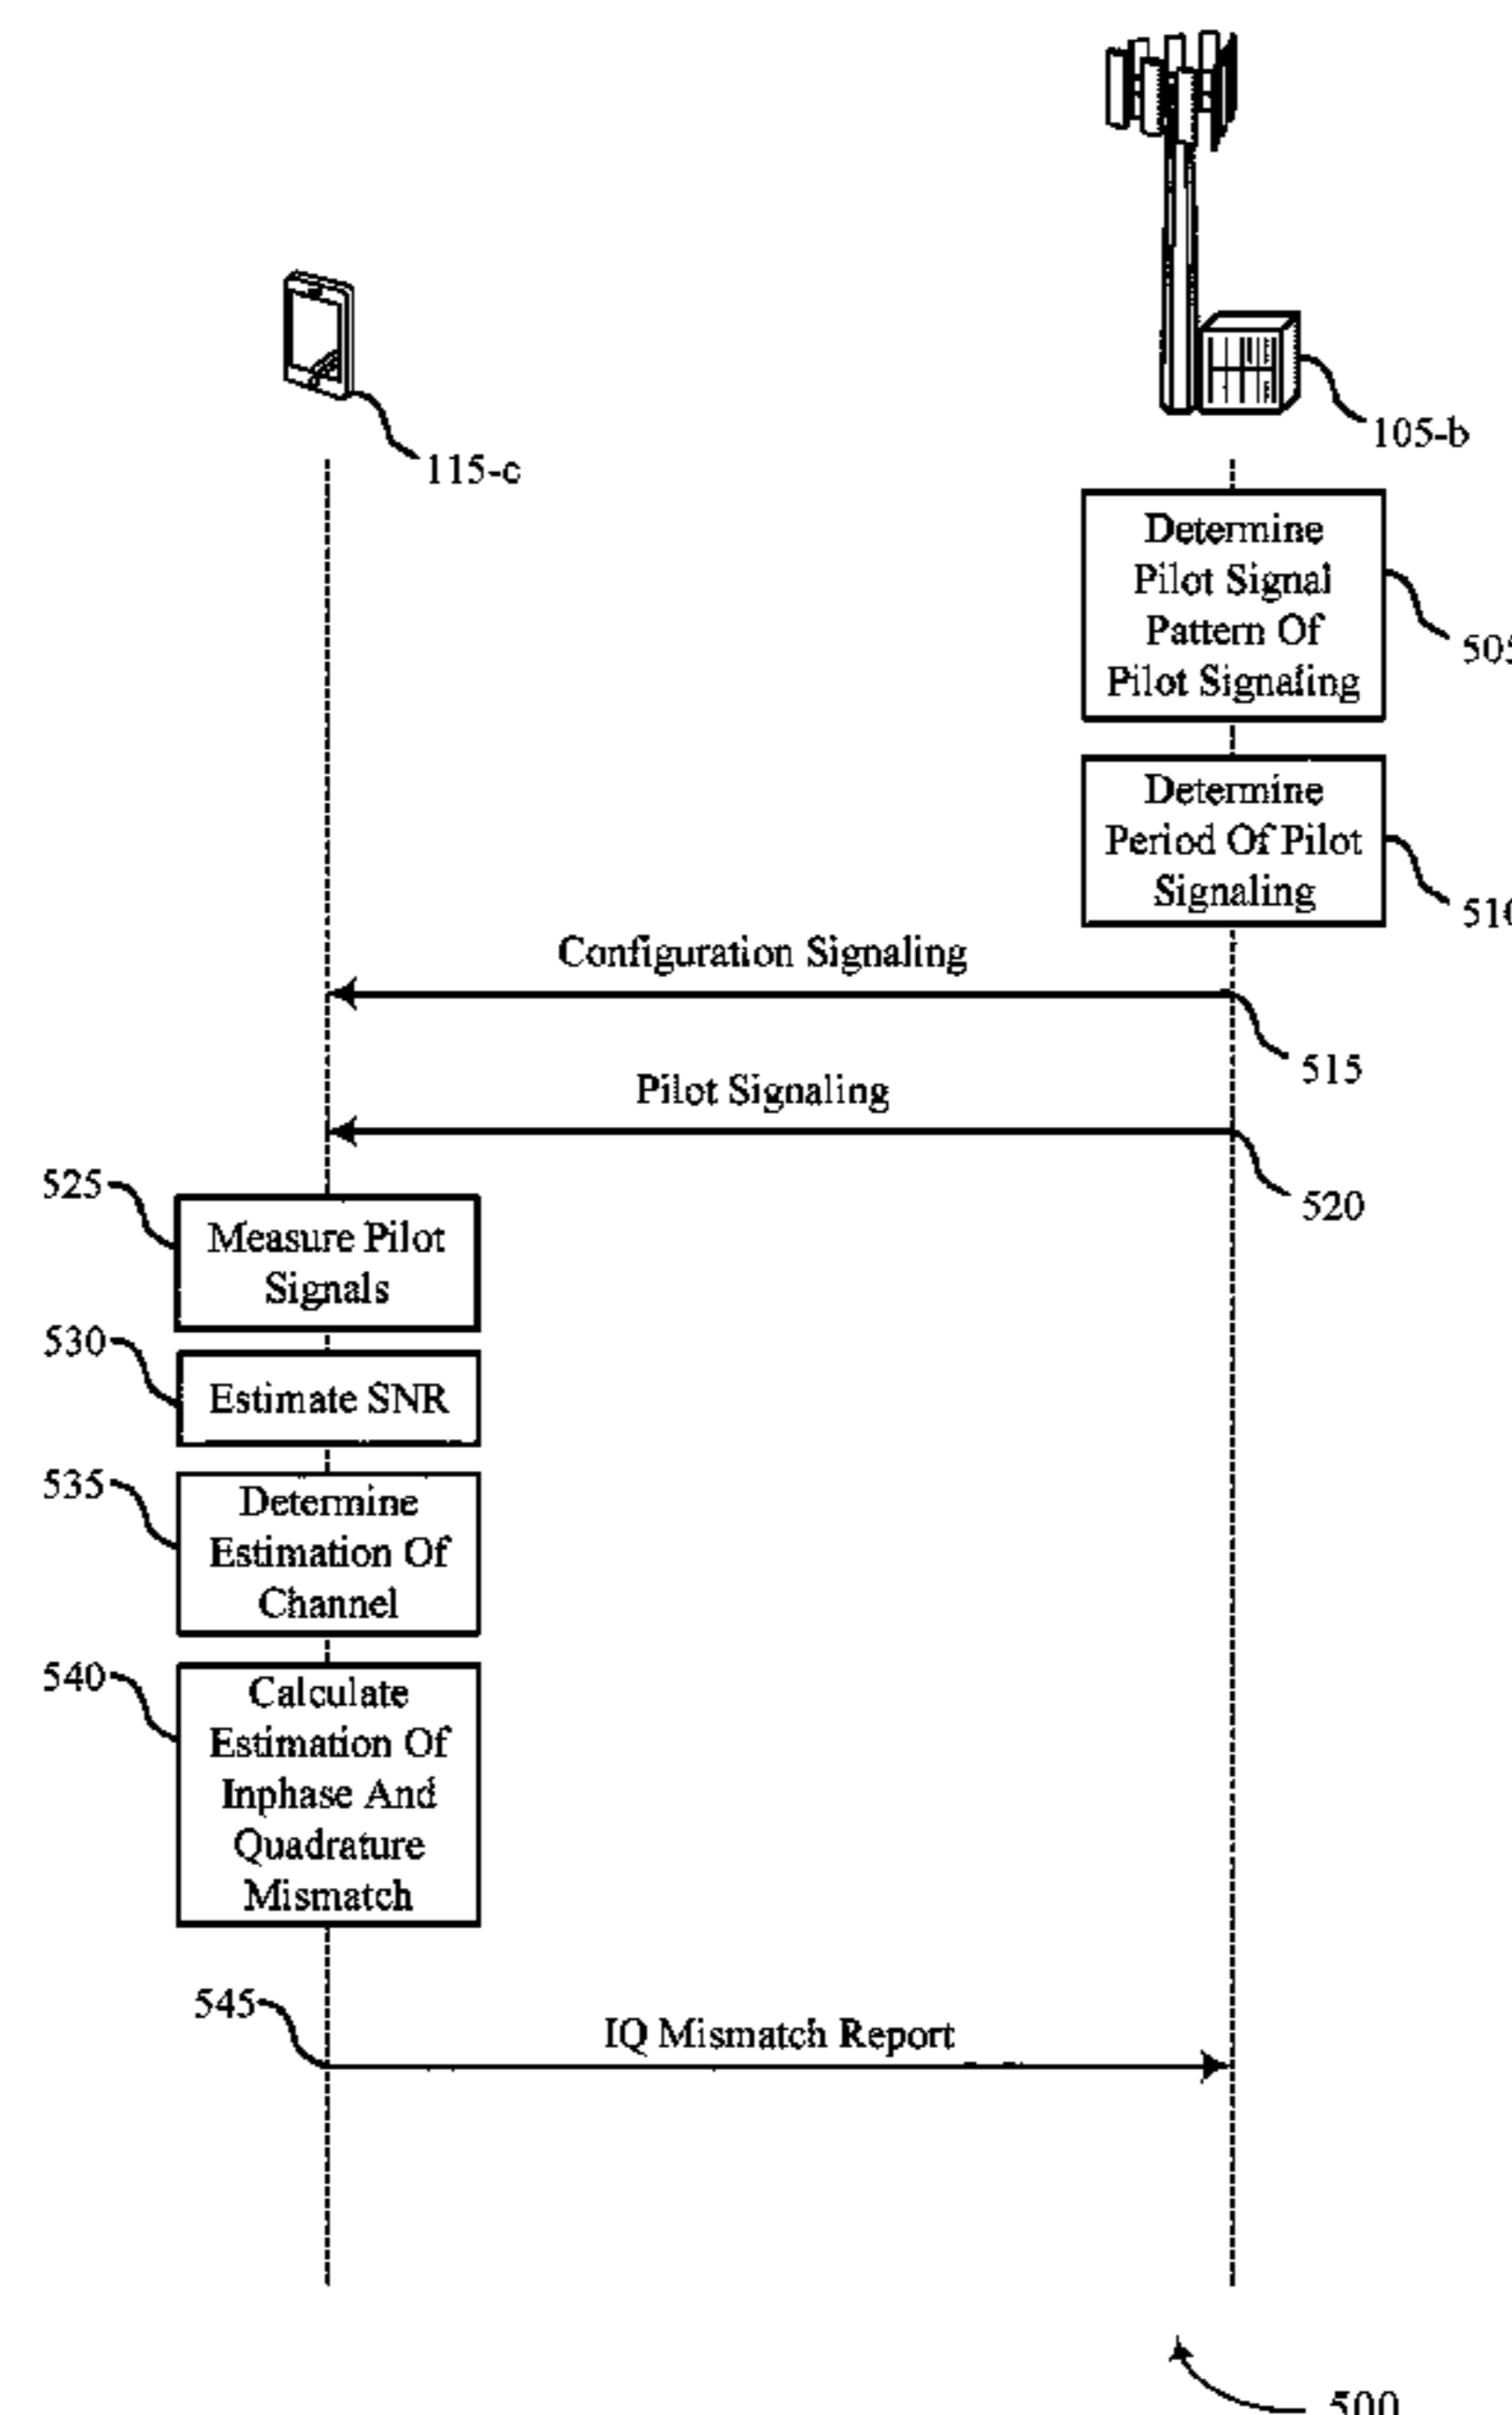 115-c
105-b
Determine
Pilot Signal
Pattern Of
Pilot Signaling
505
Determine
Period Of Pilot
Signaling
510
Configuration Signaling
515
Pilot Signaling
520
525
Measure Pilot
Signals
530
Estimate SNR
535
Determine
Estimation Of
Channel
540
Calculate
Estimation Of
Inphase And
Quadrature
Mismatch
545
IQ Mismatch Report
500